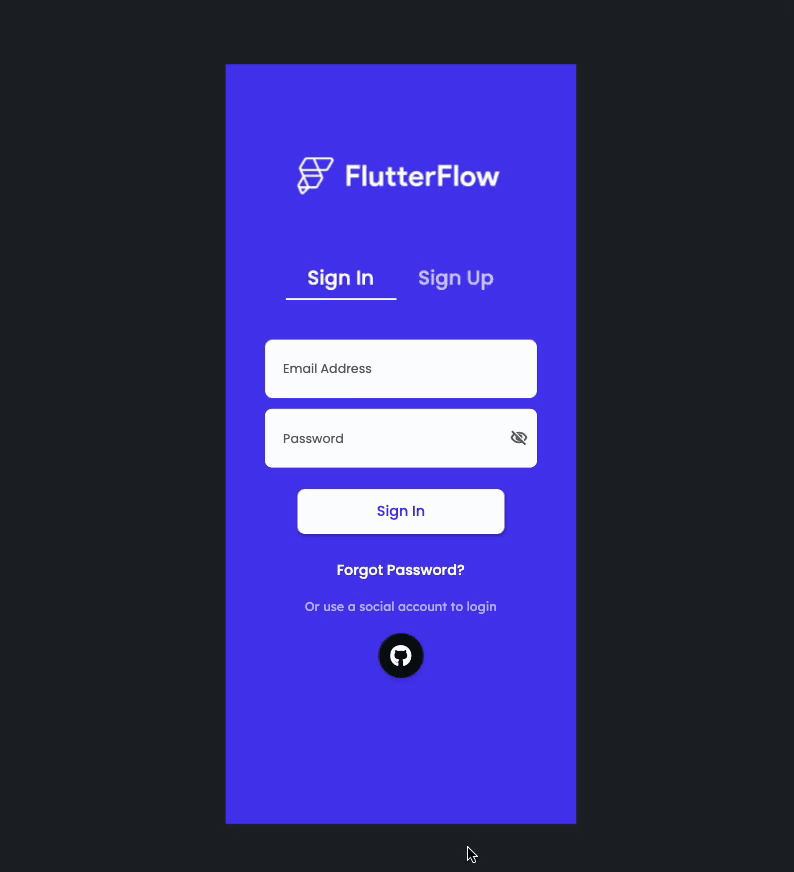 FlutterFlow
Sign In Sign Up
Email Address
Password
Sign In
Forgot Password?
Or use a social account to login